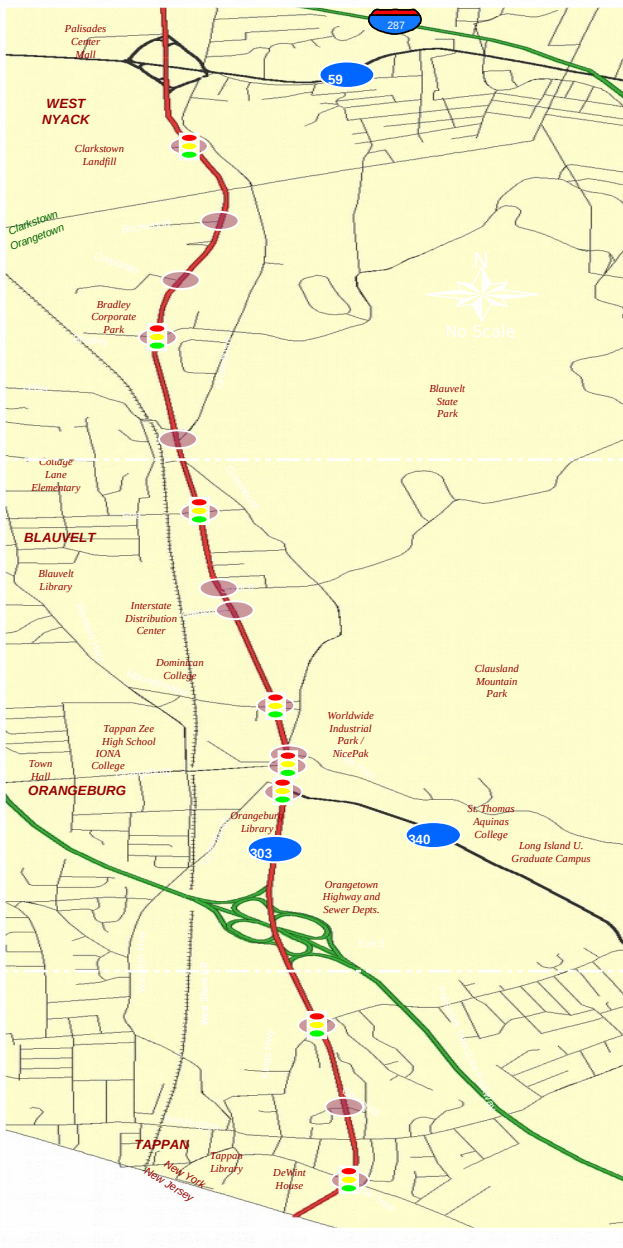 287
Palisades
Center
Mall
59
WEST
NYACK
Clarkstown
Landfill
Clarkstown
Orangetown
N
No Scale
Bradley
Corporate
Park
Blauvelt
State
Park
Cottage
Lane
Elementary
BLAUVELT
Blauvelt
Library
Interstate
Distribution
Center
Dominican
College
Clausland
Mountain
Park
Worldwide
Industrial
Park /
NicePak
Tappan Zee
High School
IONA
College
Town
Hall
ORANGEBURG
Orangeburg
Library
St. Thomas
Aquinas
College
340
303
Long Island U.
Graduate Campus
Orangetown
Highway and
Sewer Depts.
TAPPAN
Tappan
Library
New York
New Jersey
DeWint
House